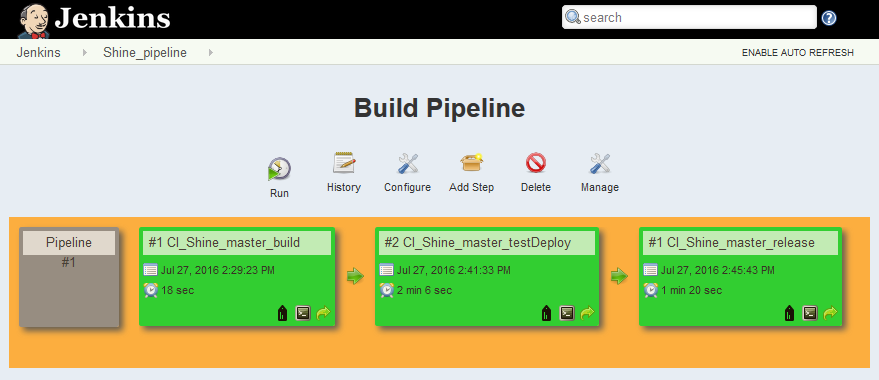 Jenkins
search
Jenkins Shine_pipeline
ENABLE AUTO REFRESH
Build Pipeline
Run History Configure Add Step Delete Manage
Pipeline
#1
#1 CI_Shine_master_build
Jul 27, 2016 2:29:23 PM
18 sec
#2 CI_Shine_master_testDeploy
Jul 27, 2016 2:41:33 PM
2 min 6 sec
#1 CI_Shine_master_release
Jul 27, 2016 2:45:43 PM
1 min 20 sec